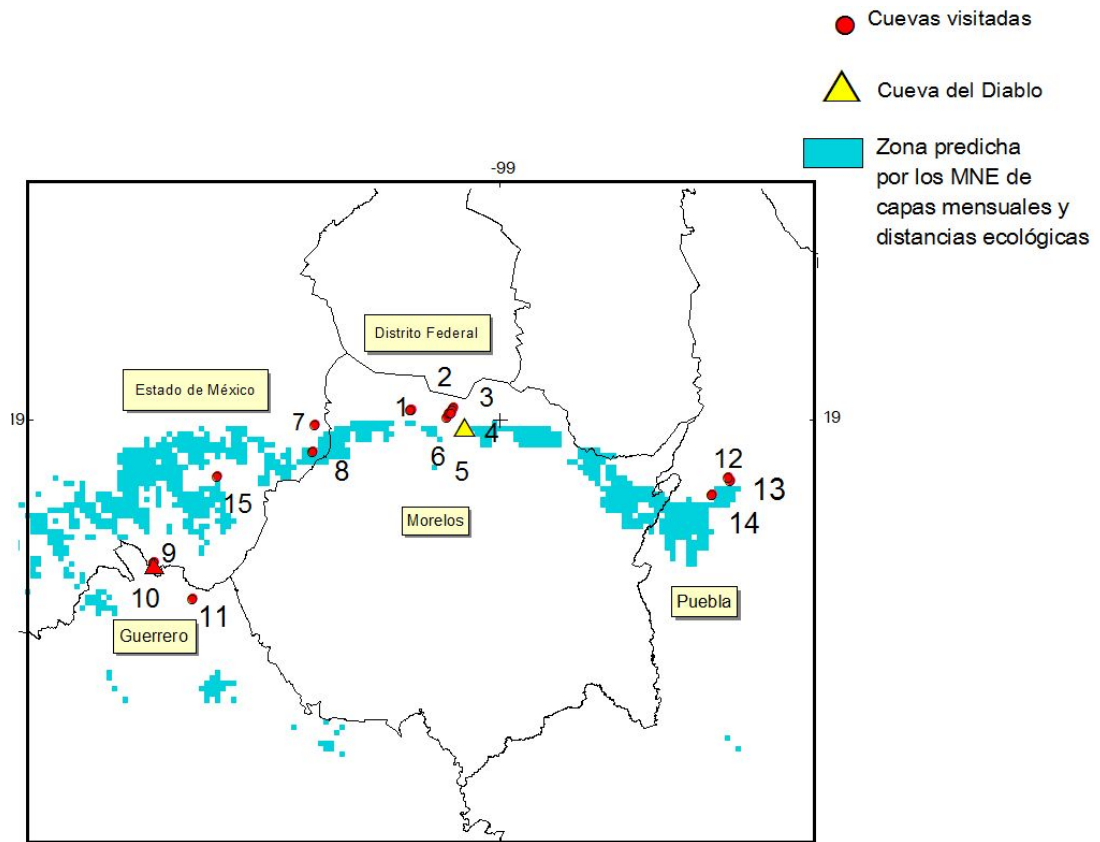 Cuevas visitadas
Cueva del Diablo
Zona predicha
por los MNE de
capas mensuales y
distancias ecológicas
-99
Distrito Federal
2
Estado de México
1
3
19
7
4
19
6
5
8
12
15
13
Morelos
14
9
10
11
Puebla
Guerrero